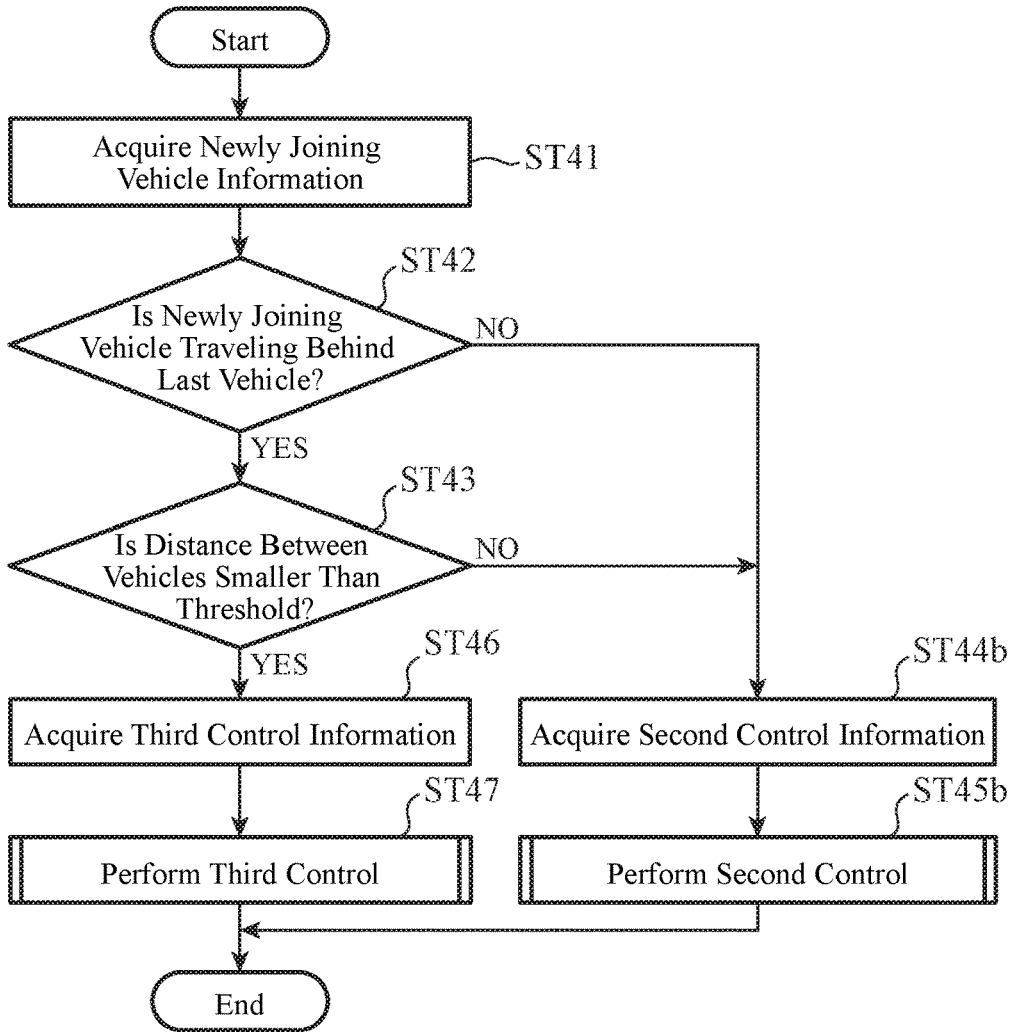 Start
Acquire Newly Joining
Vehicle Information
ST41
ST42
Is Newly Joining
Vehicle Traveling Behind
Last Vehicle?
NO
YES
ST43
Is Distance Between
Vehicles Smaller Than
Threshold?
NO
YES
ST46
Acquire Third Control Information
ST44b
Acquire Second Control Information
ST47
Perform Third Control
ST45b
Perform Second Control
End